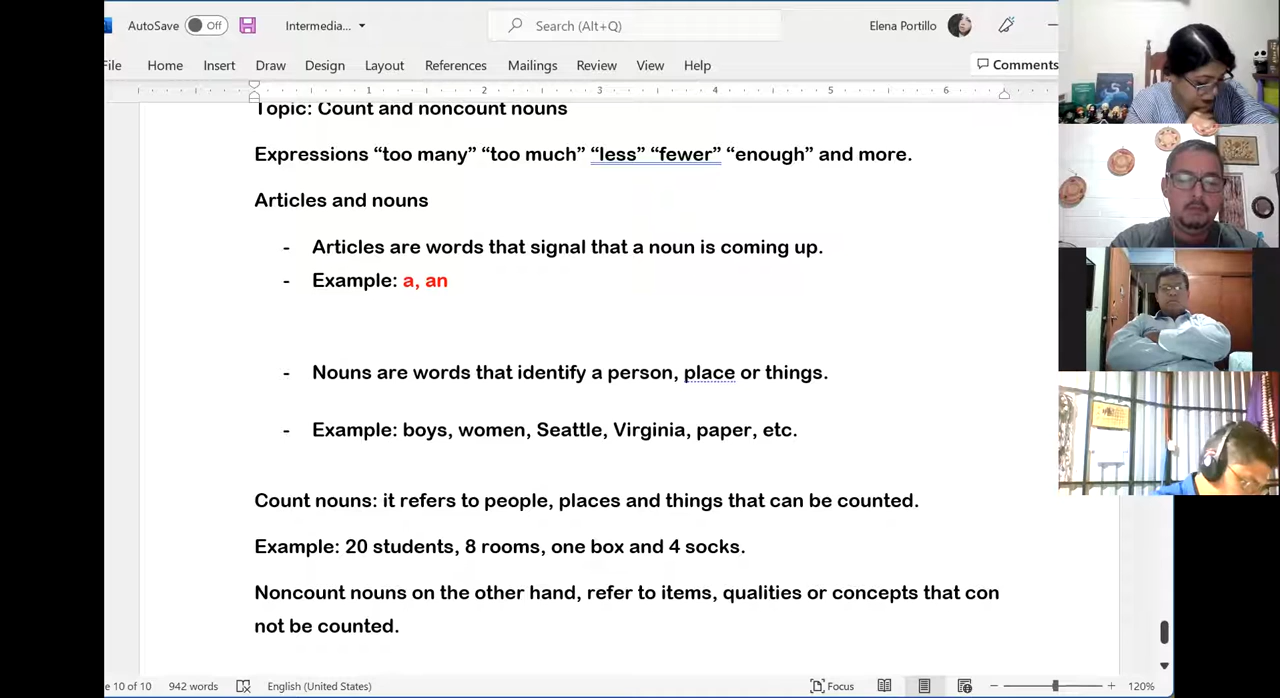 AutoSave Off Intermedia... Search (Alt+Q) Elena Portillo
File Home Insert Draw Design Layout References Mailings Review View Help Comments
1 2 3 4 5 6
Topic: Count and noncount nouns
Expressions “too many” “too much” “less” “fewer” “enough” and more.
Articles and nouns
- Articles are words that signal that a noun is coming up.
- Example: a, an
- Nouns are words that identify a person, place or things.
- Example: boys, women, Seattle, Virginia, paper, etc.
Count nouns: it refers to people, places and things that can be counted.
Example: 20 students, 8 rooms, one box and 4 socks.
Noncount nouns on the other hand, refer to items, qualities or concepts that con
not be counted.
e 10 of 10 942 words English (United States) Focus 120%